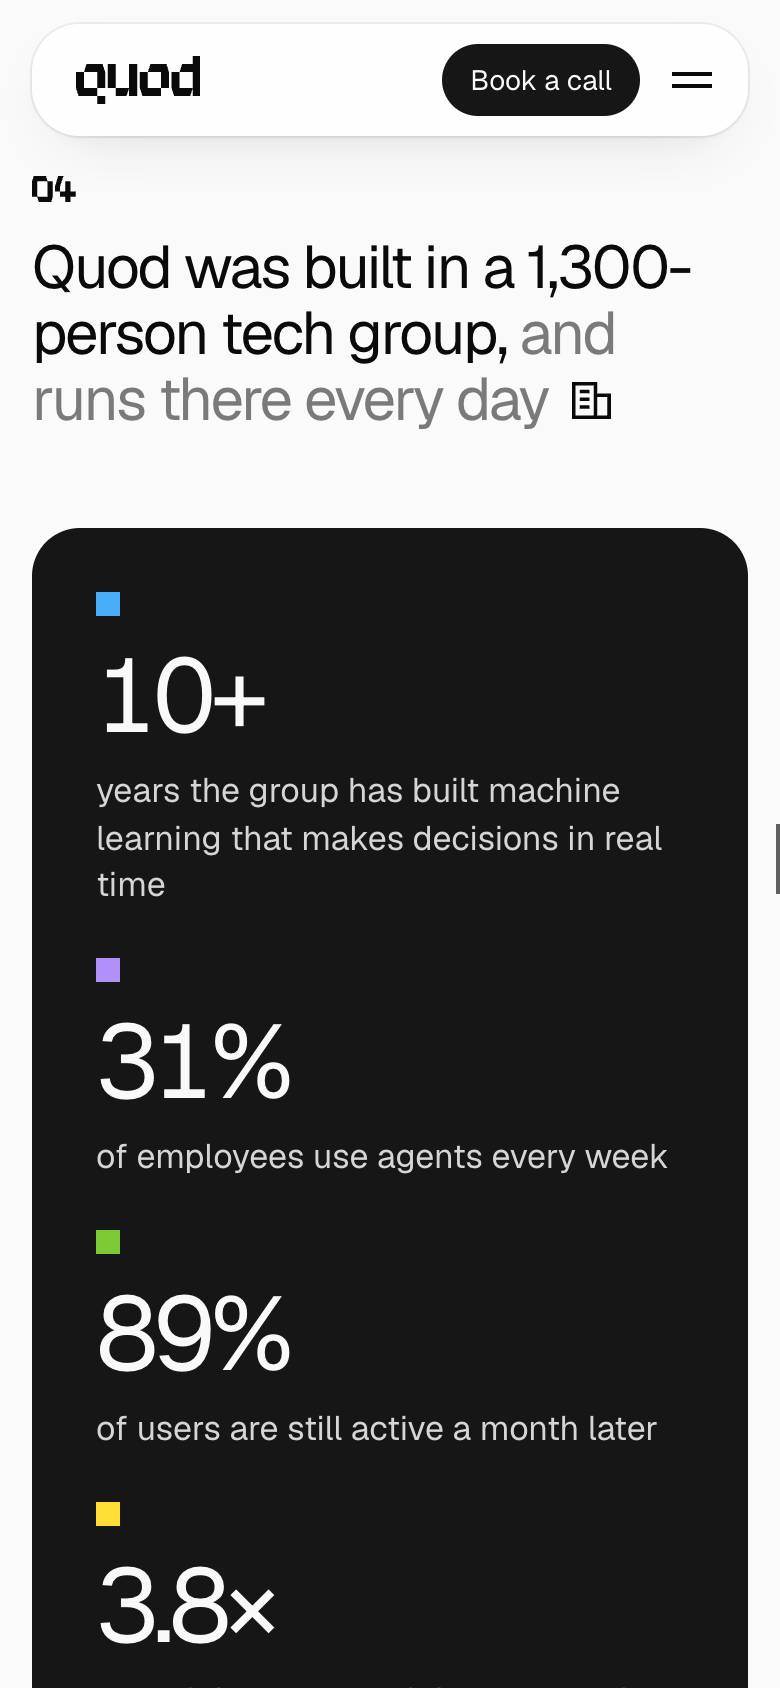 quod
Book a call
04
Quod was built in a 1,300-
person tech group, and
runs there every day
10+
years the group has built machine
learning that makes decisions in real
time
31%
of employees use agents every week
89%
of users are still active a month later
3.8×